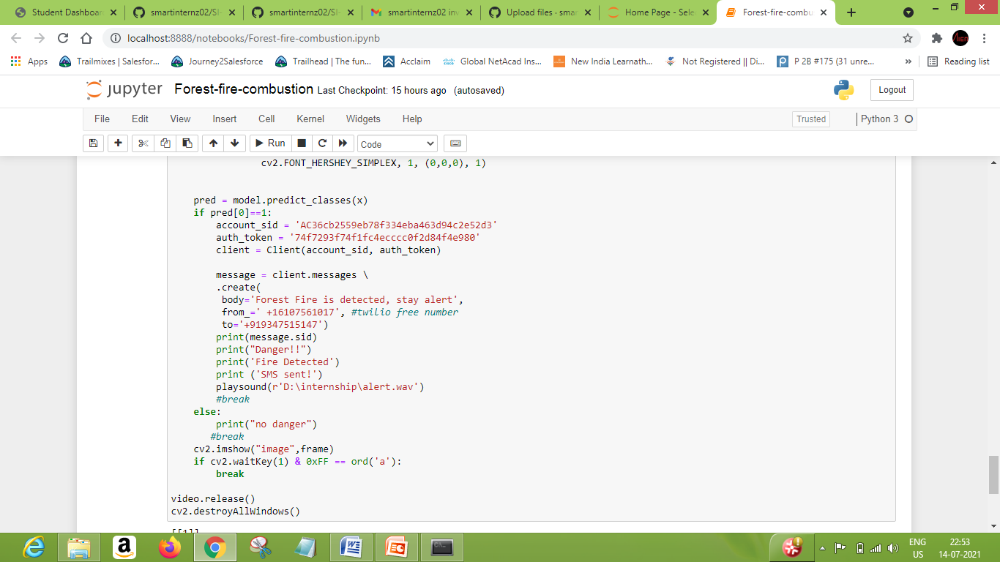 Student Dashboard
smartinternz02/SI-
smartinternz02/SI-
smartinternz02 inv
Upload files · smar
Home Page - Sele
Forest-fire-combu
localhost:8888/notebooks/Forest-fire-combustion.ipynb
Apps
Trailmixes | Salesfor...
Journey2Salesforce
Trailhead | The fun...
Acclaim
Global NetAcad Ins...
New India Learnath...
Not Registered || Di...
P 2B #175 (31 unre...
»
Reading list
jupyter Forest-fire-combustion Last Checkpoint: 15 hours ago (autosaved)
Logout
File Edit View Insert Cell Kernel Widgets Help
Trusted
Python 3
Run
Code
cv2.FONT_HERSHEY_SIMPLEX, 1, (0,0,0), 1)
pred = model.predict_classes(x)
if pred[0]==1:
account_sid = 'AC36cb2559eb78f334eba463d94c2e52d3'
auth_token = '74f7293f74f1fc4ecccc0f2d84f4e980'
client = Client(account_sid, auth_token)
message = client.messages \
.create(
body='Forest Fire is detected, stay alert',
from_=' +16107561017', #twilio free number
to='+919347515147')
print(message.sid)
print("Danger!!")
print('Fire Detected')
print ('SMS sent!')
playsound(r'D:\internship\alert.wav')
#break
else:
print("no danger")
#break
cv2.imshow("image",frame)
if cv2.waitKey(1) & 0xFF == ord('a'):
break
video.release()
cv2.destroyAllWindows()
[[1]]
ENG
US
22:53
14-07-2021